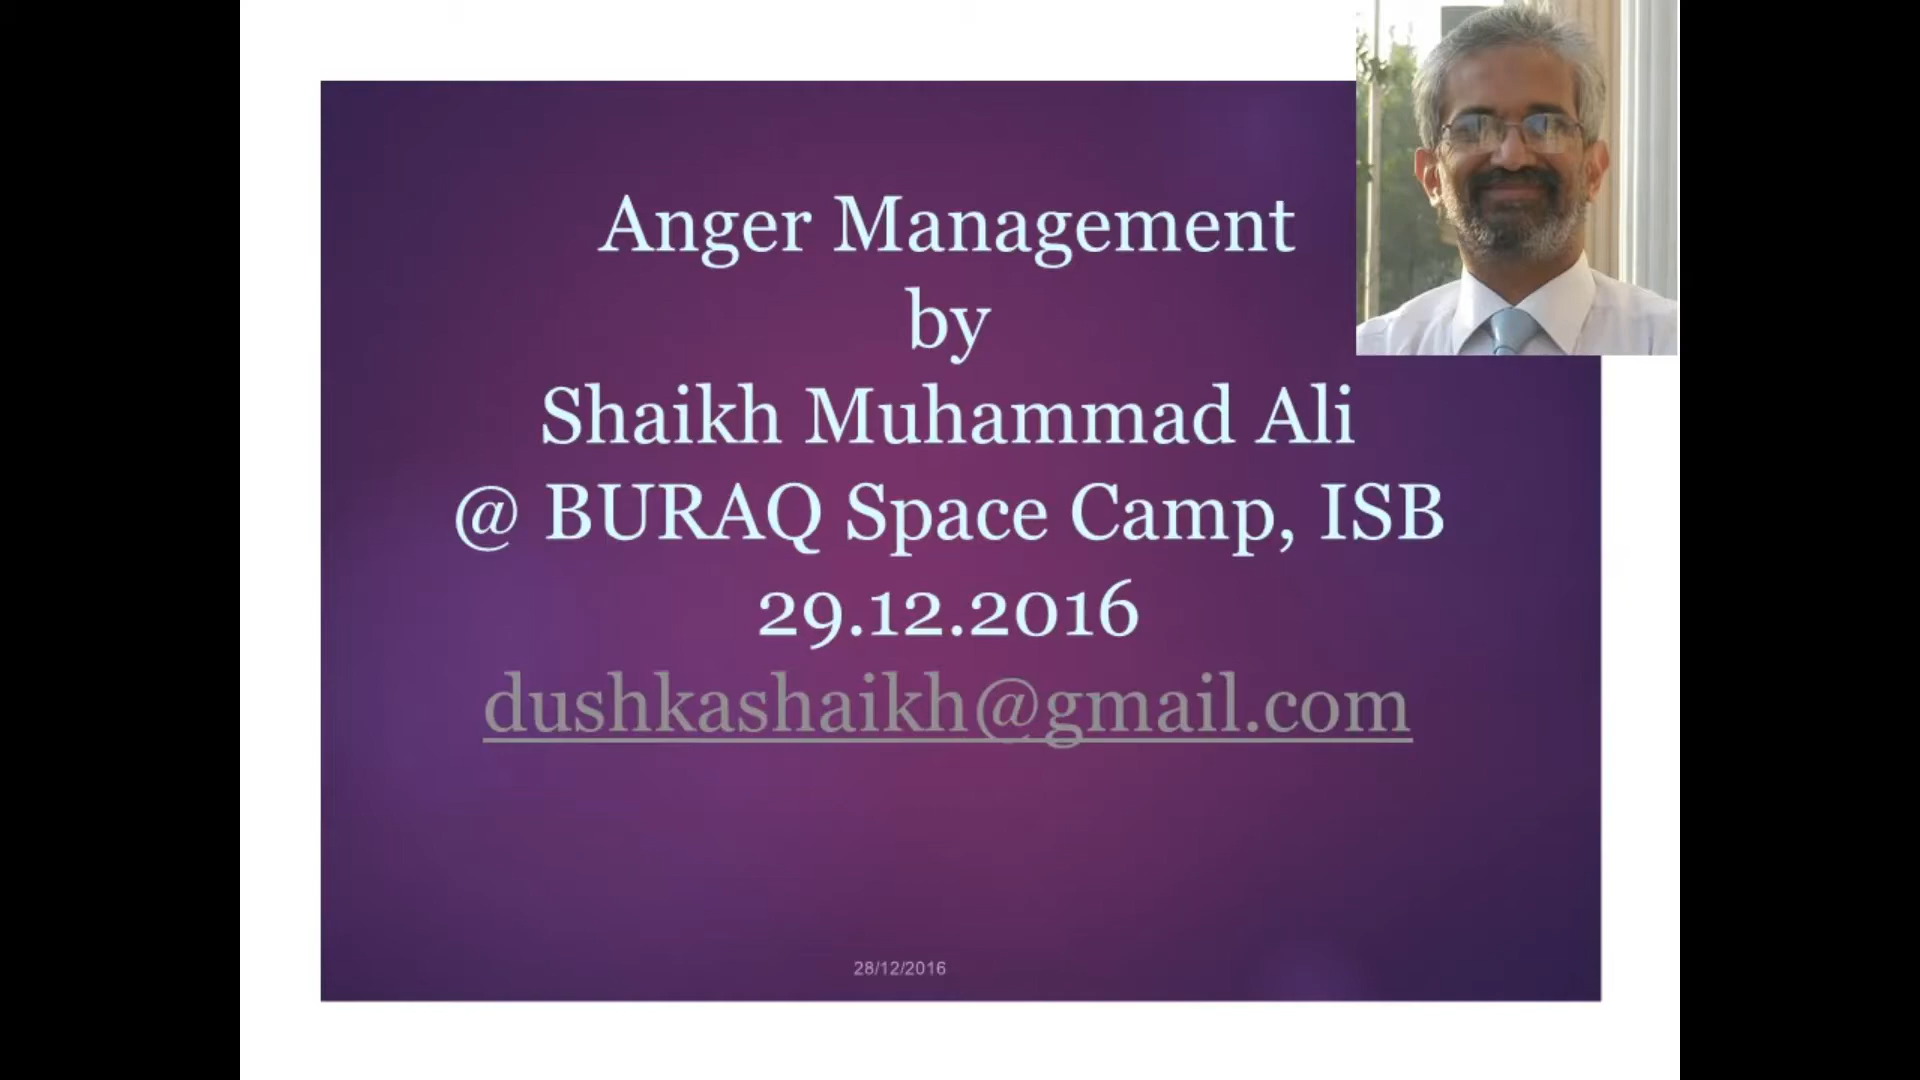 Anger Management
by
Shaikh Muhammad Ali
@ BURAQ Space Camp, ISB
29.12.2016
dushkashaikh@gmail.com
28/12/2016